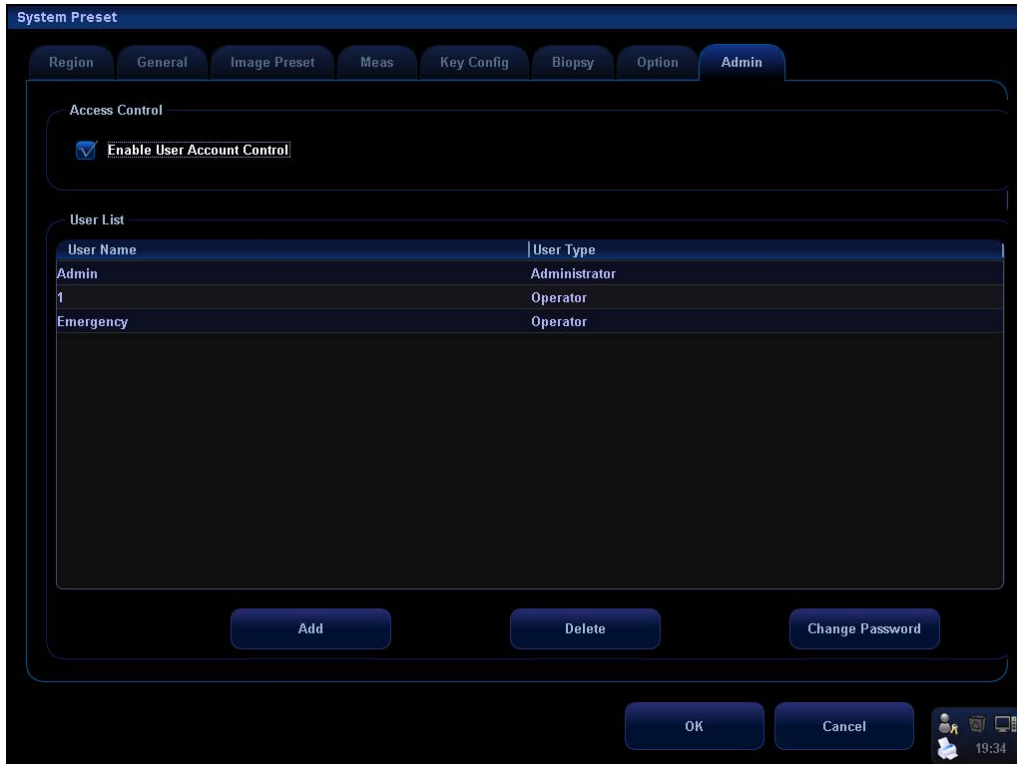 System Preset
Region General Image Preset Meas Key Config Biopsy Option Admin
Access Control
Enable User Account Control
User List
User Name User Type
Admin Administrator
1 Operator
Emergency Operator
Add Delete Change Password
OK Cancel
19:34